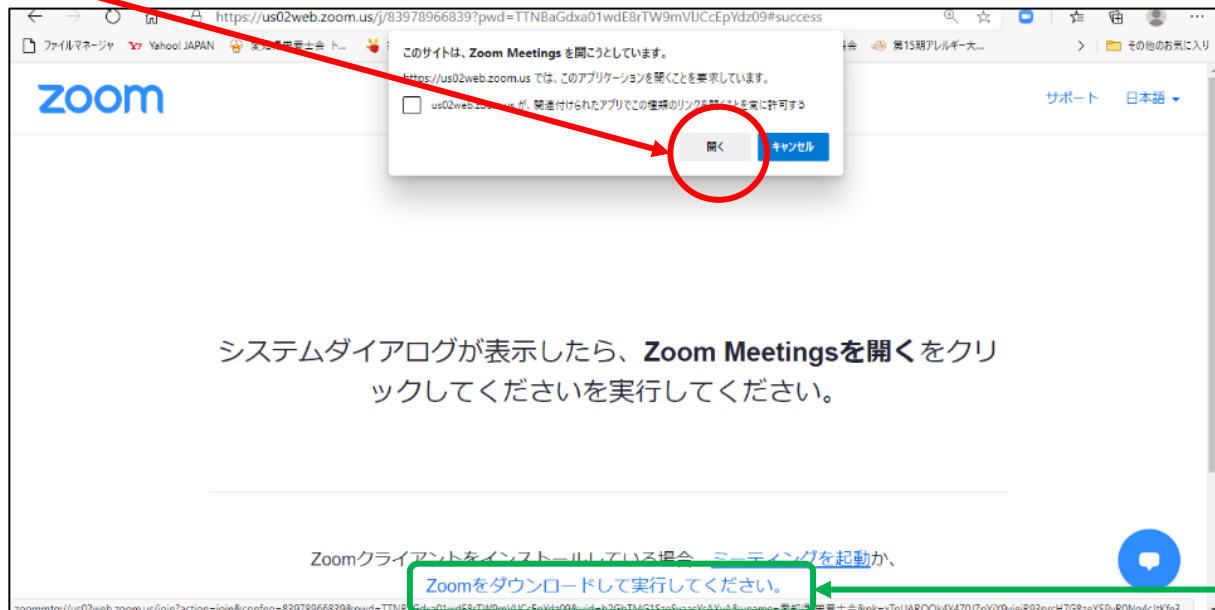 https://us02web.zoom.us/j/83978966839?pwd=TTNBaGdxa01wdE8rTW9mVlJCcEpYdz09#success
ファイルマネージャ Yahoo! JAPAN ト... 第15期アレルギー大... その他のお気に入り
このサイトは、Zoom Meetings を開こうとしています。
https://us02web.zoom.us では、このアプリケーションを開くことを要求しています。
us02web.zoom.us が、関連付けられたアプリでこの種類のリンクを開くことを常に許可する
開く キャンセル
zoom
サポート 日本語
システムダイアログが表示したら、Zoom Meetingsを開くをクリ
ックしてくださいを実行してください。
Zoomクライアントをインストールしている場合、ミーティングを起動か、
Zoomをダウンロードして実行してください。